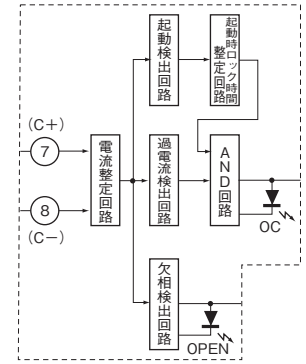 起動検出回路
起動時ロック時間
整定回路
(C+)
7
電流整定回路
過電流検出回路
AND回路
8
(C−)
OC
欠相検出回路
OPEN